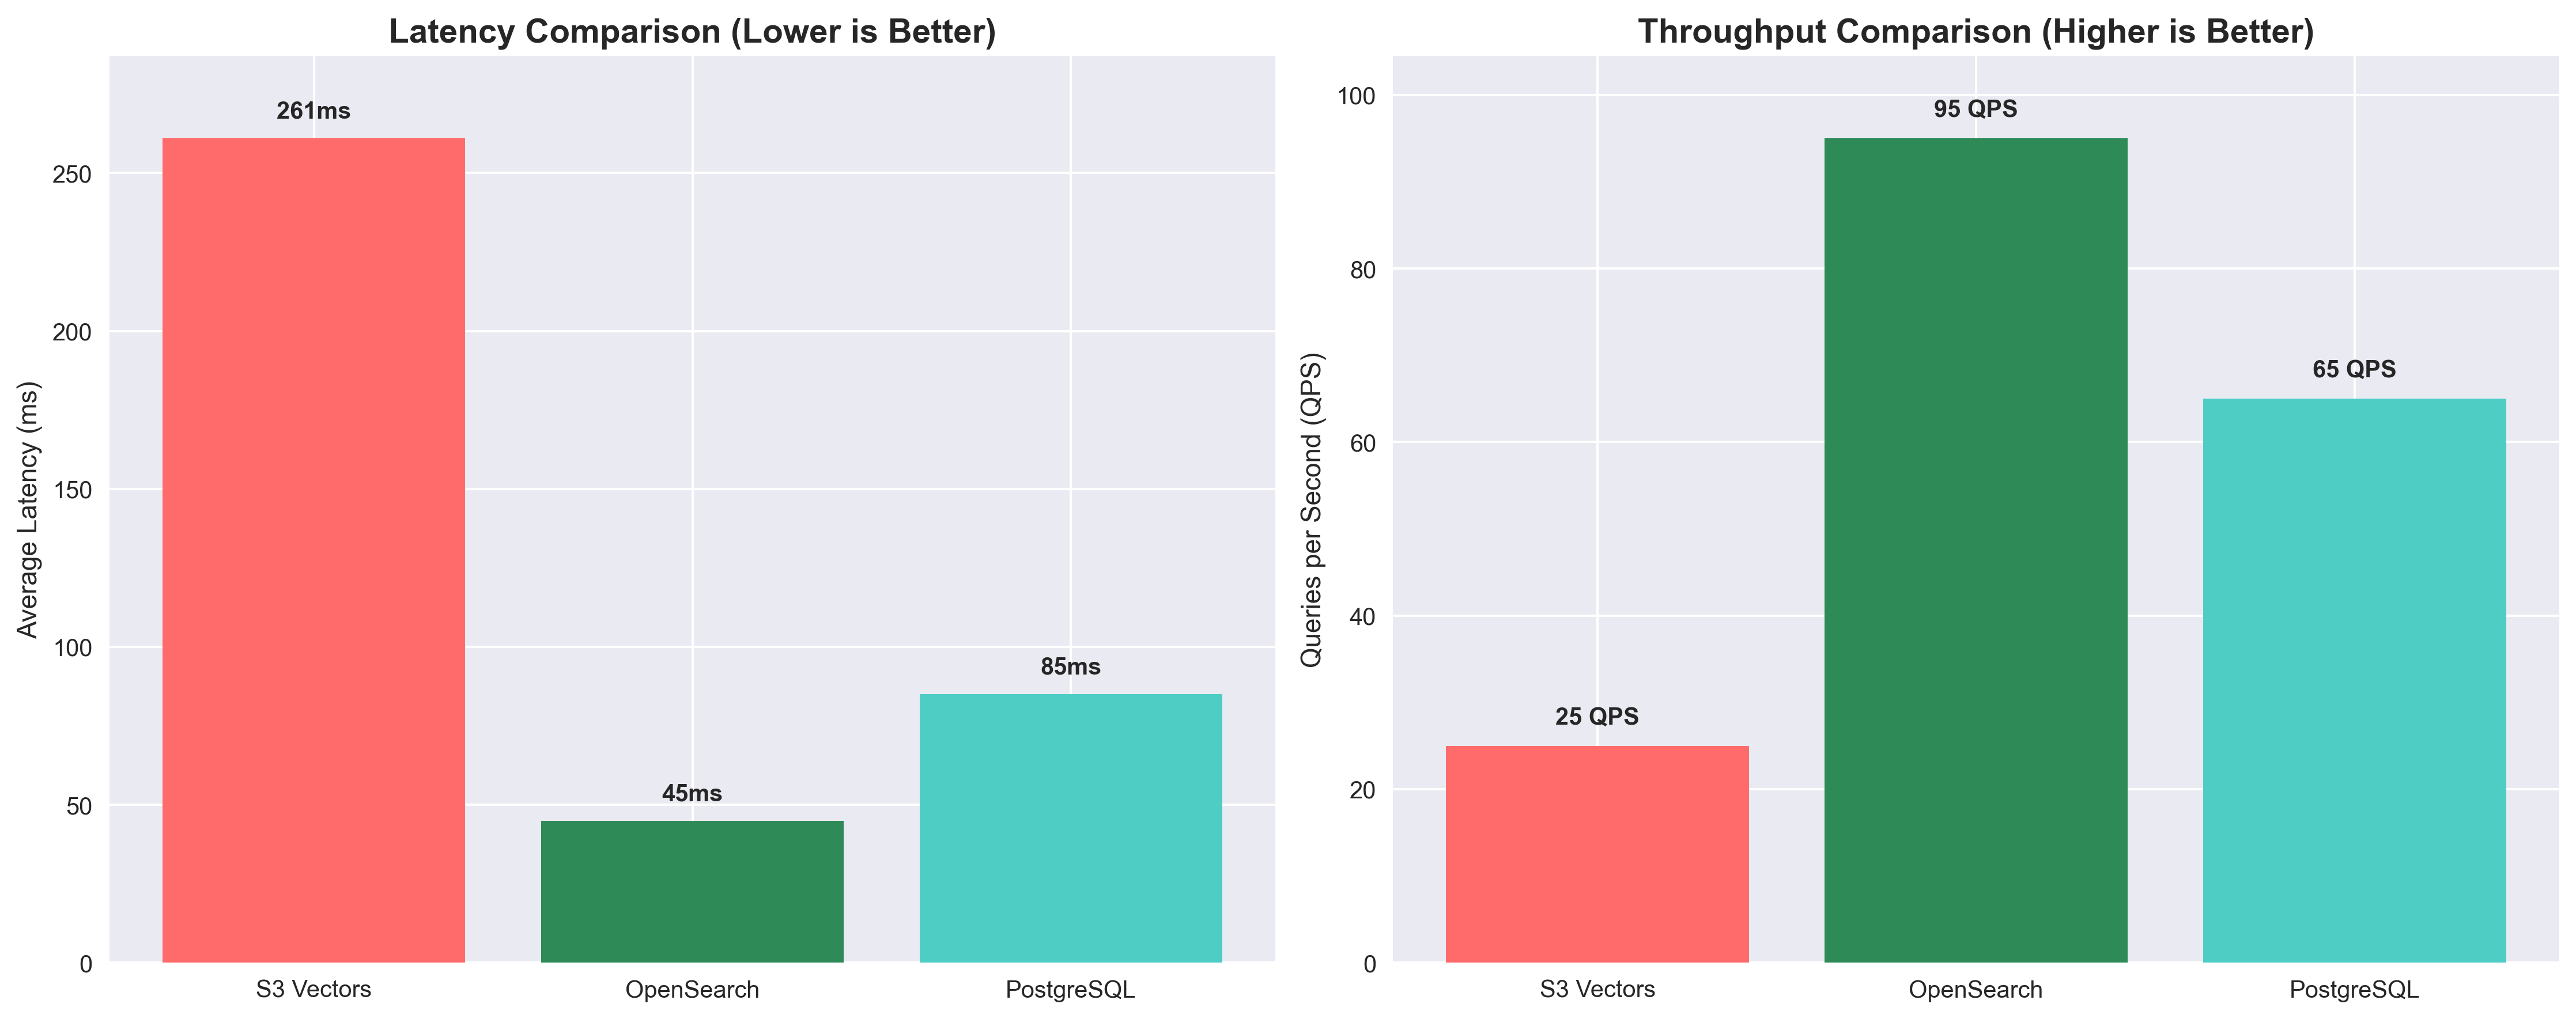 Latency Comparison (Lower is Better)
Average Latency (ms)
250
200
150
100
50
0
261ms
45ms
85ms
S3 Vectors
OpenSearch
PostgreSQL
Throughput Comparison (Higher is Better)
Queries per Second (QPS)
100
80
60
40
20
0
25 QPS
95 QPS
65 QPS
S3 Vectors
OpenSearch
PostgreSQL